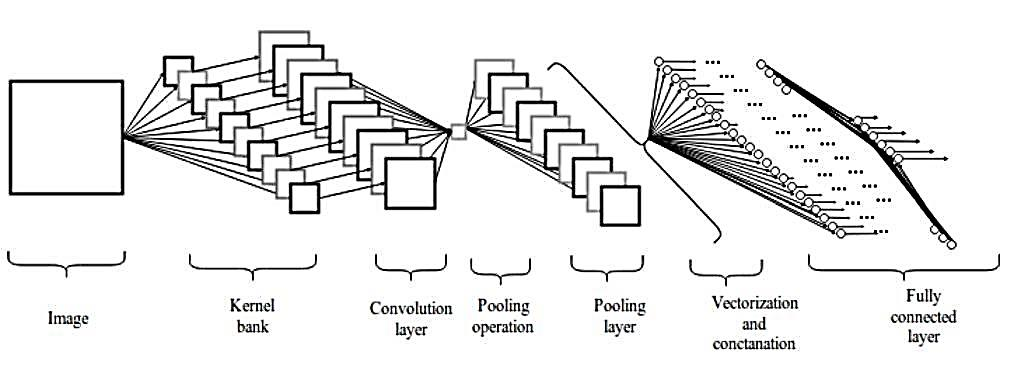 Image
Kernel
bank
Convolution
layer
Pooling
operation
Pooling
layer
Vectorization
and
conctanation
Fully
connected
layer